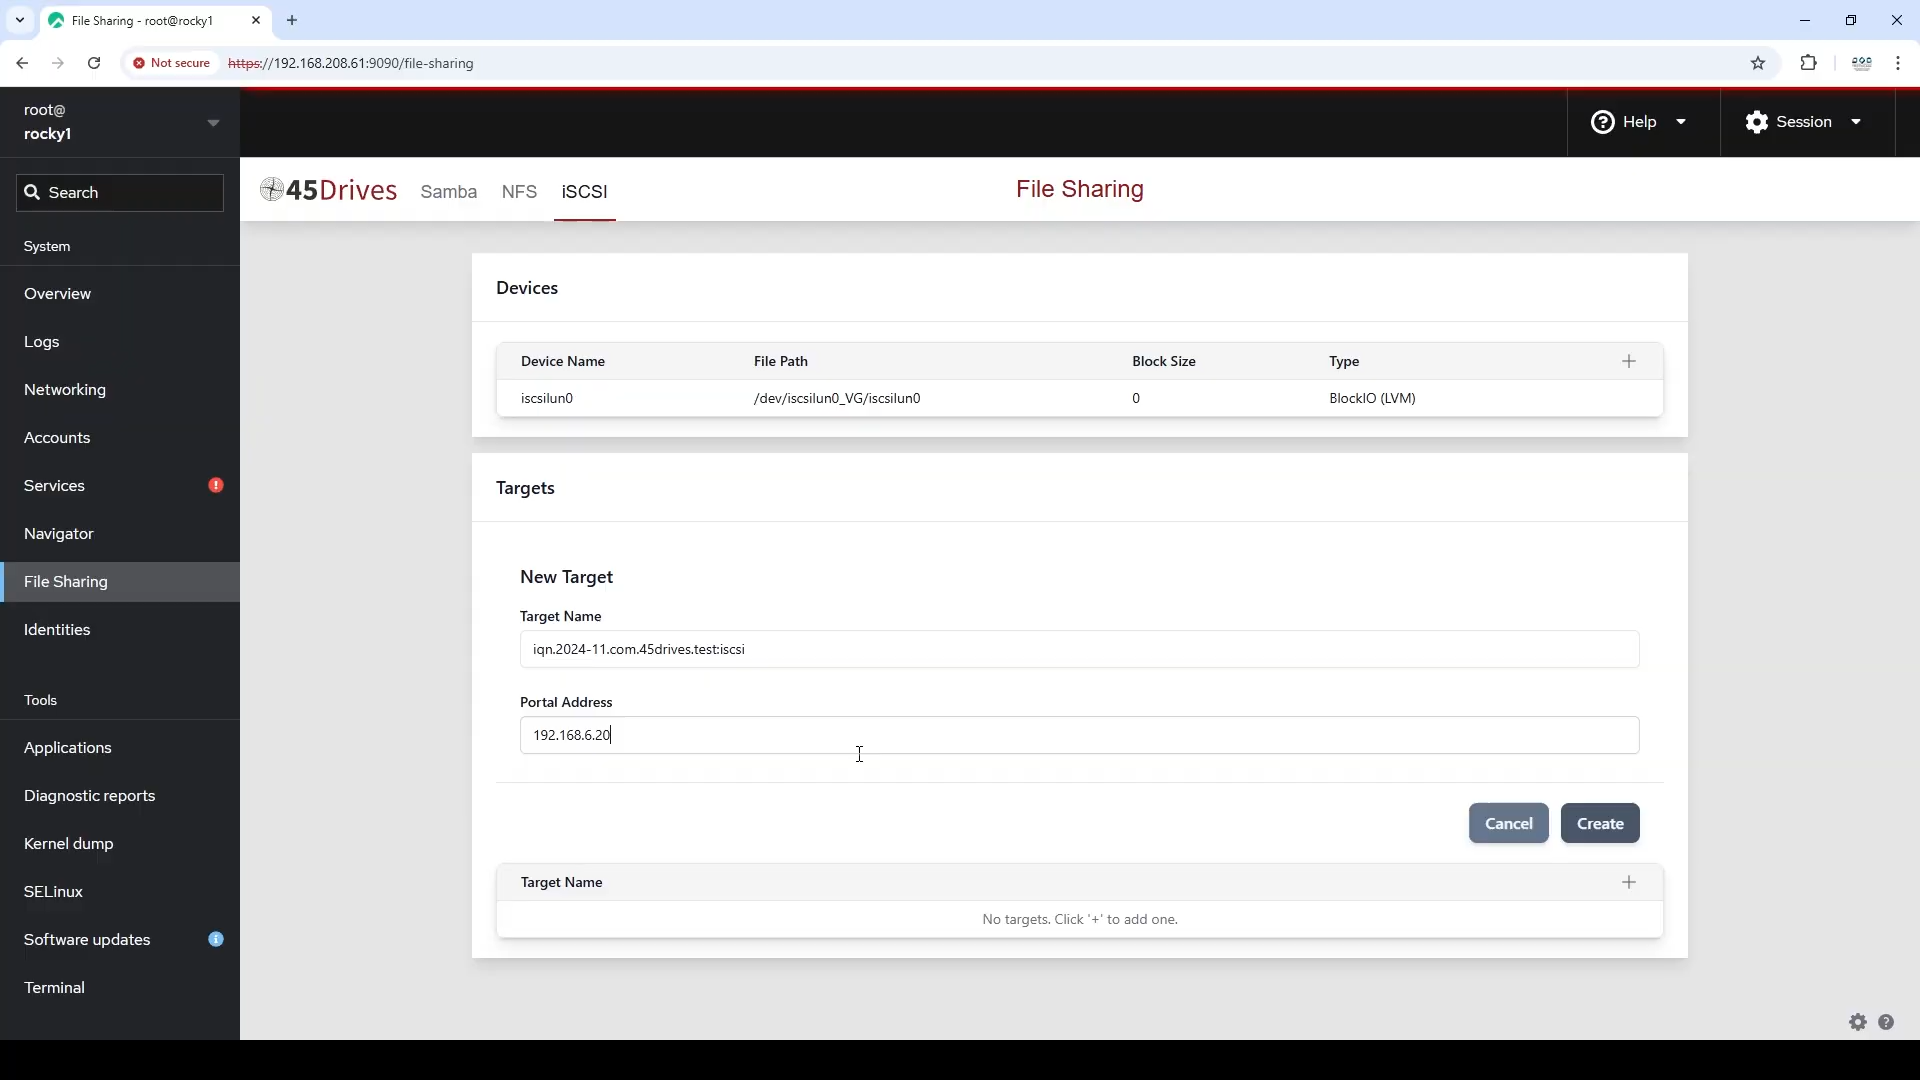 File Sharing - root@rocky1
Not secure https://192.168.208.61:9090/file-sharing
root@
rocky1
Help
Session
Search
45Drives Samba NFS iSCSI File Sharing
System
Overview
Logs
Networking
Accounts
Services
Navigator
File Sharing
Identities
Tools
Applications
Diagnostic reports
Kernel dump
SELinux
Software updates
Terminal
Devices
Device Name File Path Block Size Type
iscsilun0 /dev/iscsilun0_VG/iscsilun0 0 BlockIO (LVM)
Targets
New Target
Target Name
iqn.2024-11.com.45drives.test:iscsi
Portal Address
192.168.6.20
Cancel Create
Target Name
No targets. Click '+' to add one.